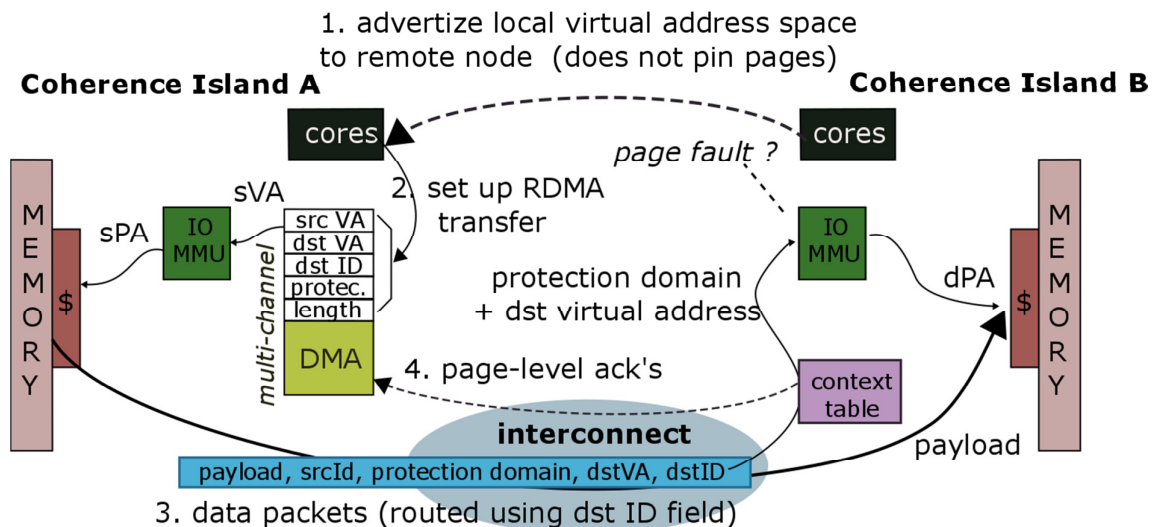 1. advertize local virtual address space
to remote node (does not pin pages)
Coherence Island A
Coherence Island B
cores
cores
page fault ?
2. set up RDMA
transfer
sVA
sPA
IO
MMU
src VA
dst VA
dst ID
protec.
length
DMA
multi-channel
MEMORY
$
IO
MMU
dPA
$
MEMORY
protection domain
+ dst virtual address
4. page-level ack's
context
table
interconnect
payload
payload, srcId, protection domain, dstVA, dstID
3. data packets (routed using dst ID field)